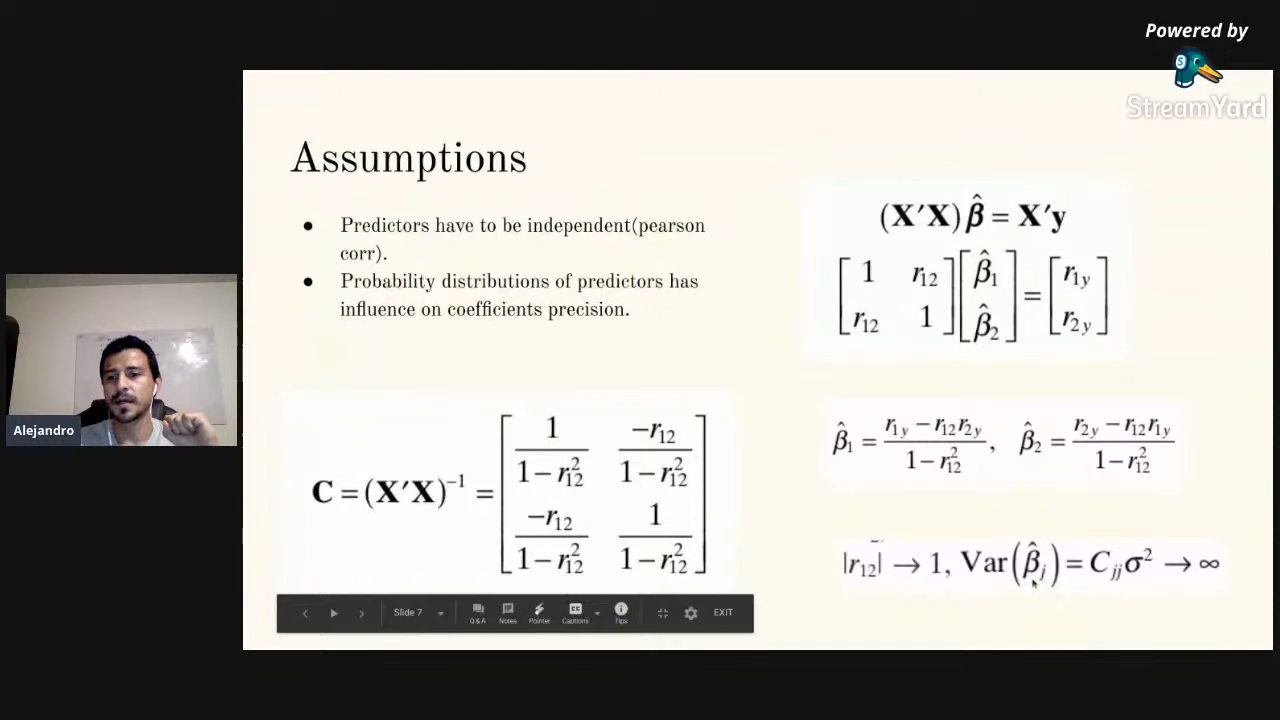 Powered by
StreamYard
Assumptions
● Predictors have to be independent(pearson
corr).
● Probability distributions of predictors has
influence on coefficients precision.
(X′X)β̂ = X′y
[1 r12; r12 1][β̂1; β̂2] = [r1y; r2y]
β̂1 = (r1y − r12r2y)/(1 − r12²), β̂2 = (r2y − r12r1y)/(1 − r12²)
C = (X′X)⁻¹ = [1/(1 − r12²) −r12/(1 − r12²); −r12/(1 − r12²) 1/(1 − r12²)]
|r12| → 1, Var(β̂j) = Cjjσ² → ∞
Alejandro
Slide 7 Q&A Notes Pointer Captions Tips EXIT